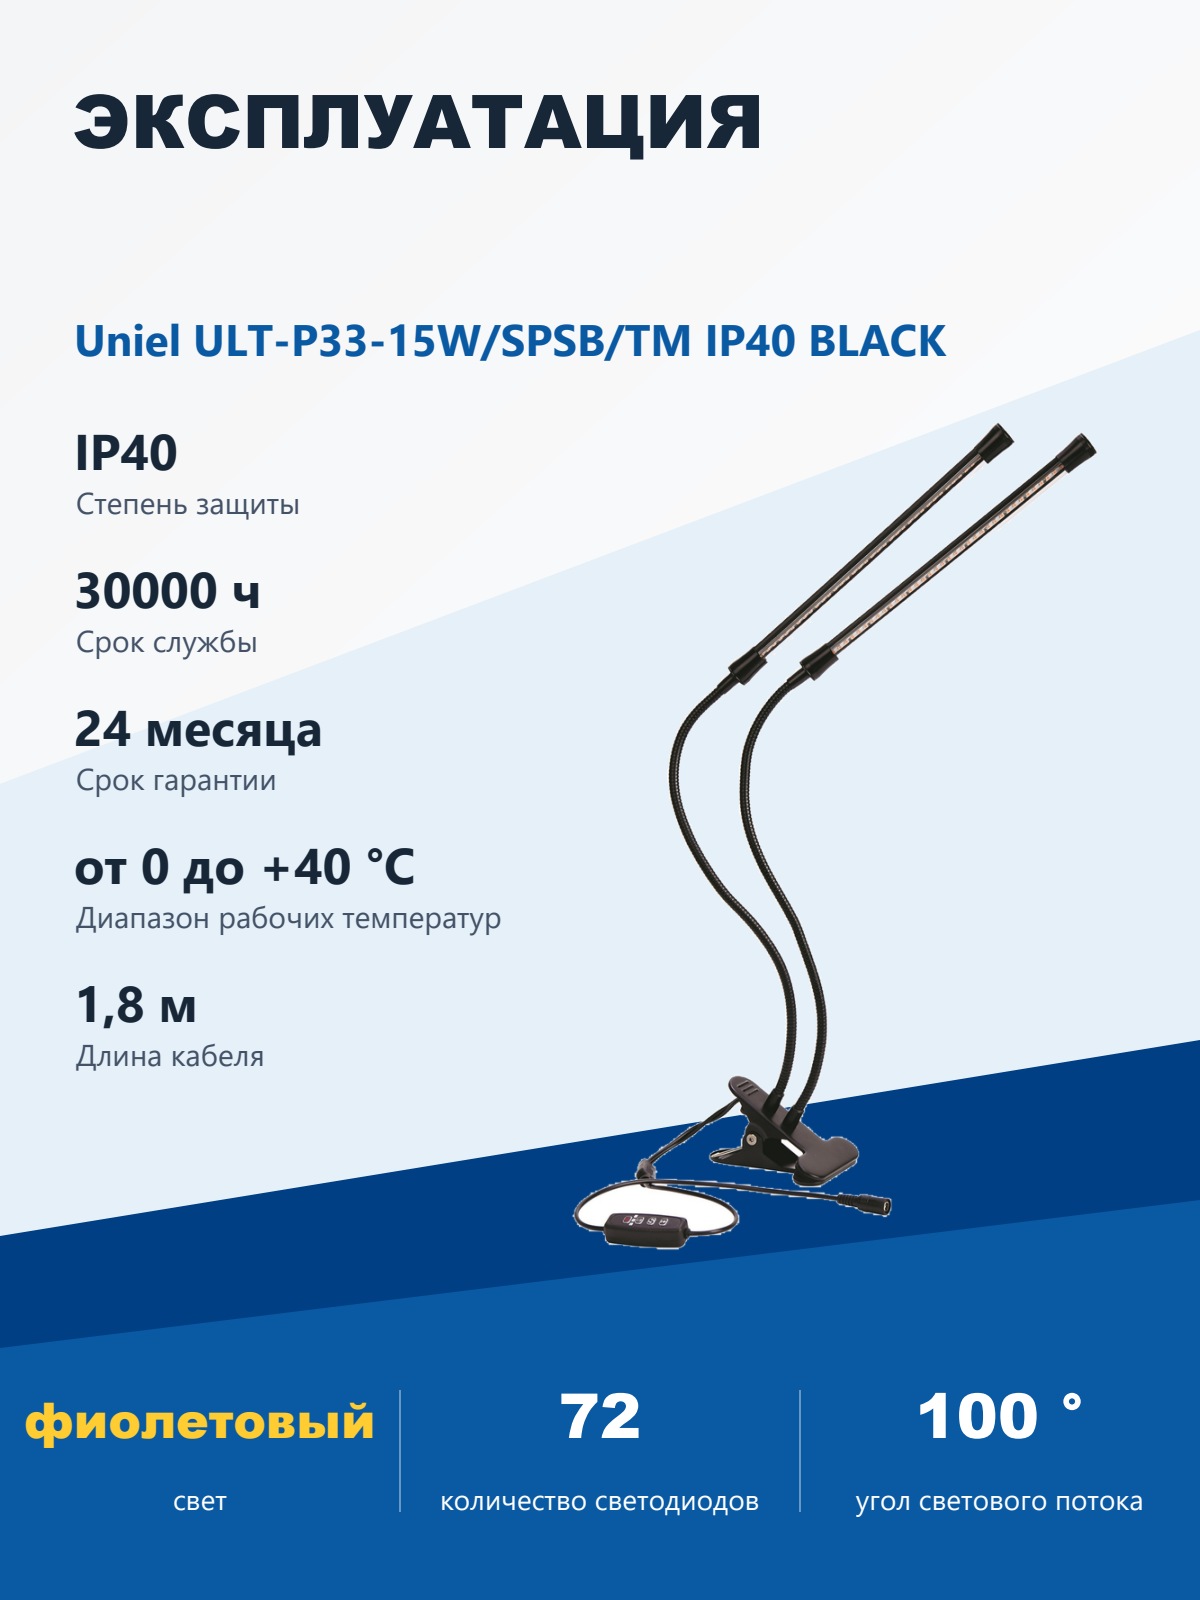 ЭКСПЛУАТАЦИЯ
Uniel ULT-P33-15W/SPSB/TM IP40 BLACK
IP40
Степень защиты
30000 ч
Срок службы
24 месяца
Срок гарантии
от 0 до +40 °C
Диапазон рабочих температур
1,8 м
Длина кабеля
фиолетовый
свет
72
количество светодиодов
100 °
угол светового потока